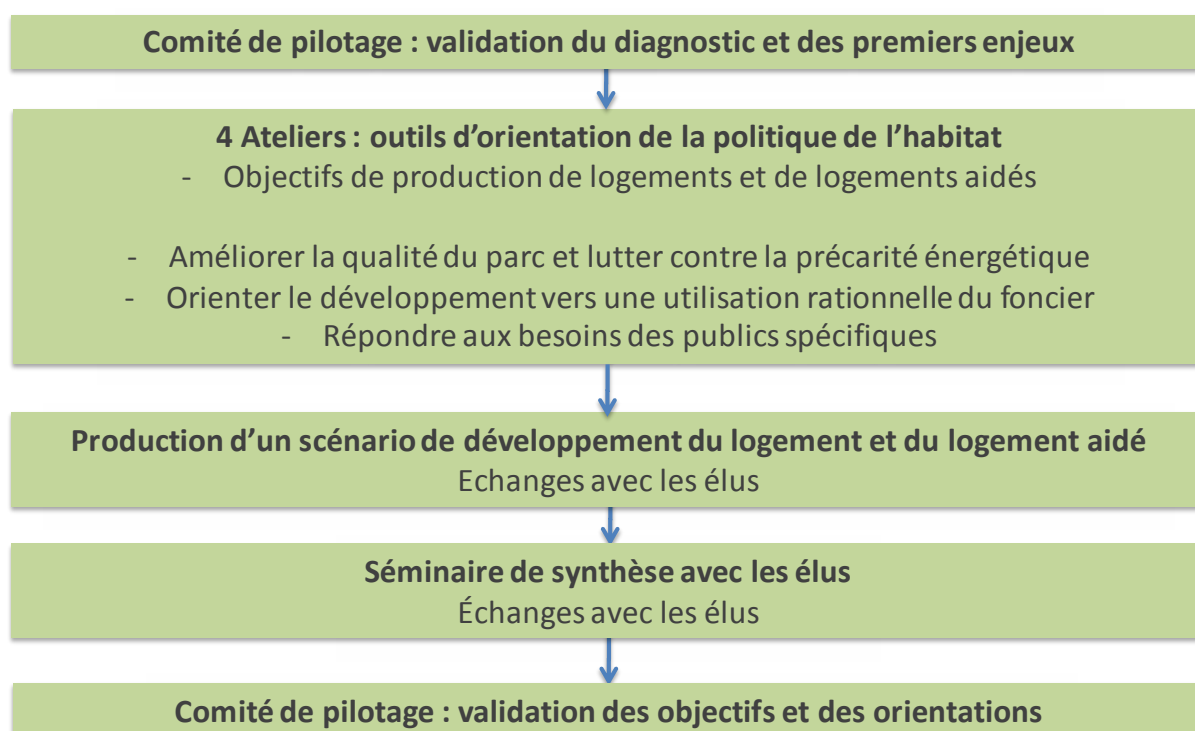 Comité de pilotage : validation du diagnostic et des premiers enjeux
4 Ateliers : outils d'orientation de la politique de l’habitat
- Objectifs de production de logements et de logements aidés
- Améliorer la qualité du parc et lutter contre la précarité énergétique
- Orienter le développement vers une utilisation rationnelle du foncier
- Répondre aux besoins des publics spécifiques
Production d’un scénario de développement du logement et du logement aidé
Echanges avec les élus
Séminaire de synthèse avec les élus
Échanges avec les élus
Comité de pilotage : validation des objectifs et des orientations